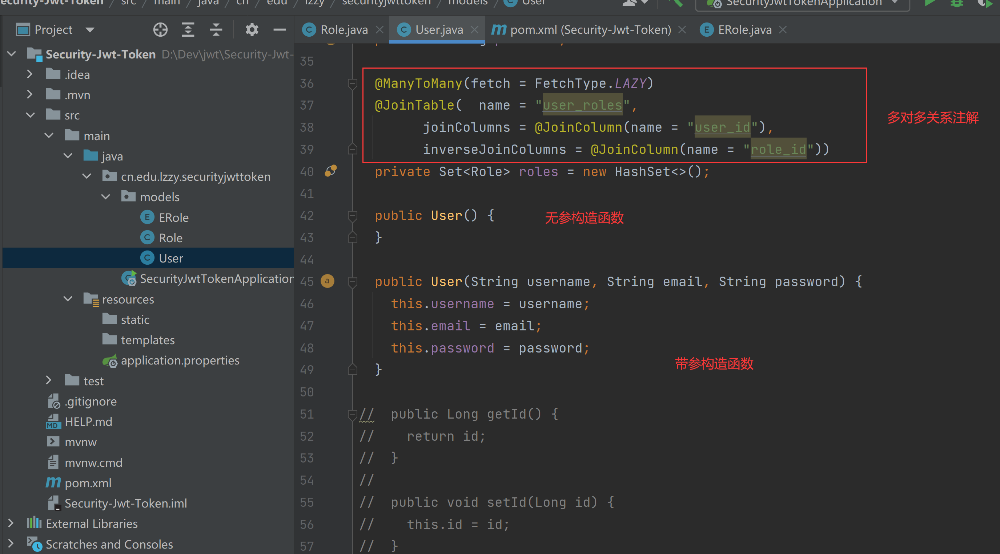 Security-Jwt-Token / src / main / java / cn / edu / lzzy / securityjwttoken / models / User
SecurityJwtTokenApplication
Project
Role.java
User.java
pom.xml (Security-Jwt-Token)
ERole.java
Security-Jwt-Token D:\Dev\jwt\Security-Jwt-
.idea
.mvn
src
main
java
cn.edu.lzzy.securityjwttoken
models
ERole
Role
User
SecurityJwtTokenApplication
resources
static
templates
application.properties
test
.gitignore
HELP.md
mvnw
mvnw.cmd
pom.xml
Security-Jwt-Token.iml
External Libraries
Scratches and Consoles
35
36 @ManyToMany(fetch = FetchType.LAZY)
37 @JoinTable(  name = "user_roles",
38 joinColumns = @JoinColumn(name = "user_id"),
39 inverseJoinColumns = @JoinColumn(name = "role_id"))
多对多关系注解
40 private Set<Role> roles = new HashSet<>();
41
42 public User() {
无参构造函数
43 }
44
45 public User(String username, String email, String password) {
46 this.username = username;
47 this.email = email;
48 this.password = password;
带参构造函数
49 }
50
51 //  public Long getId() {
52 //    return id;
53 //  }
54 //
55 //  public void setId(Long id) {
56 //    this.id = id;
57 //  }